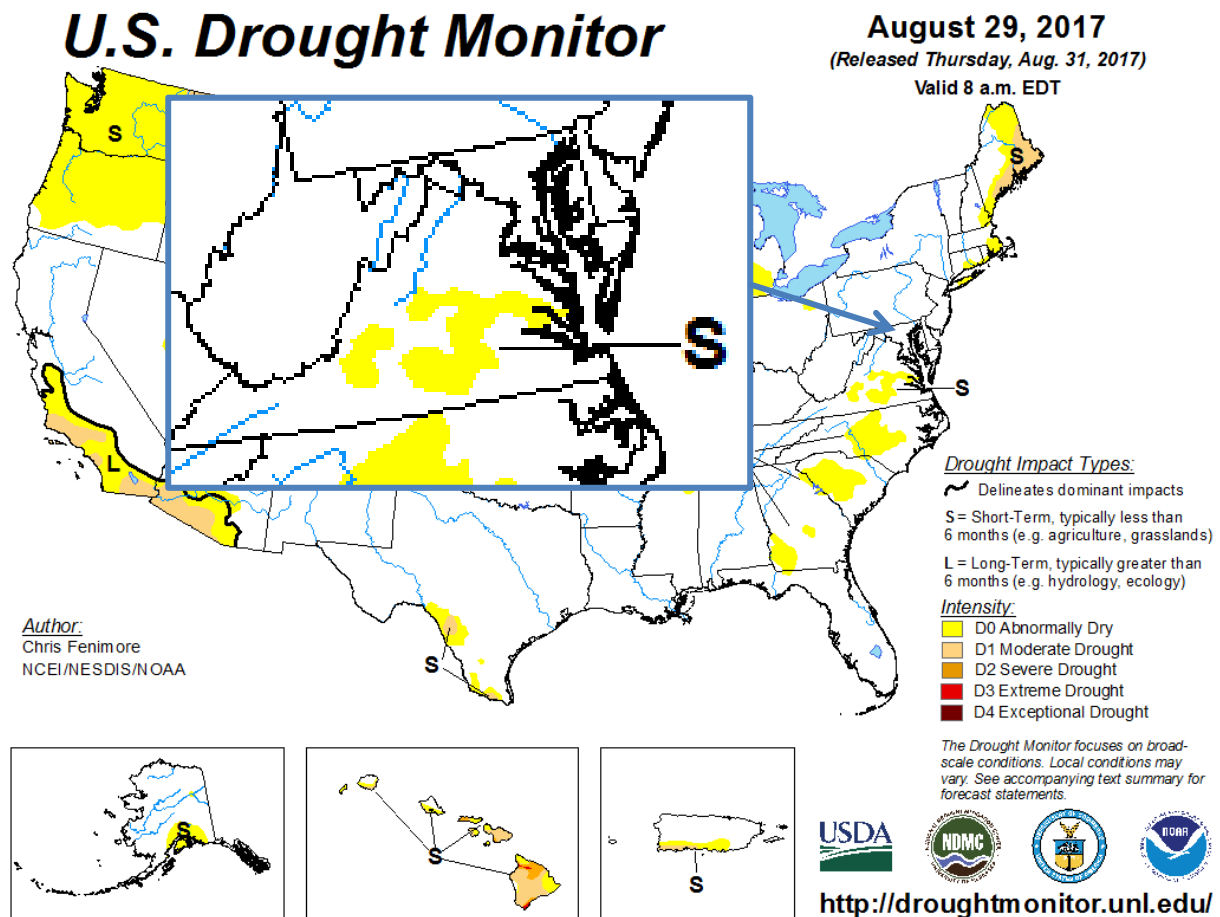 U.S. Drought Monitor
August 29, 2017
(Released Thursday, Aug. 31, 2017)
Valid 8 a.m. EDT
S
S
S
S
L
S
Drought Impact Types:
Delineates dominant impacts
S = Short-Term, typically less than
6 months (e.g. agriculture, grasslands)
L = Long-Term, typically greater than
6 months (e.g. hydrology, ecology)
Intensity:
D0 Abnormally Dry
D1 Moderate Drought
D2 Severe Drought
D3 Extreme Drought
D4 Exceptional Drought
Author:
Chris Fenimore
NCEI/NESDIS/NOAA
The Drought Monitor focuses on broad-
scale conditions. Local conditions may
vary. See accompanying text summary for
forecast statements.
S
S
S
USDA
NDMC
NOAA
http://droughtmonitor.unl.edu/